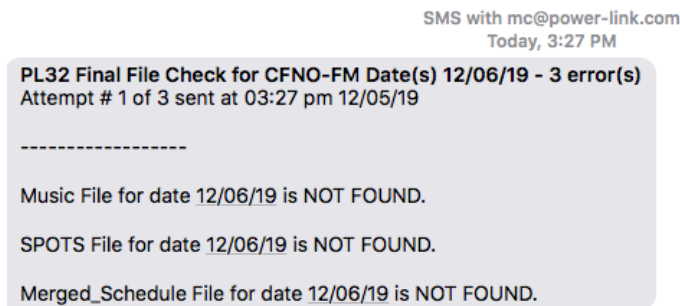 SMS with mc@power-link.com
Today, 3:27 PM
PL32 Final File Check for CFNO-FM Date(s) 12/06/19 - 3 error(s)
Attempt # 1 of 3 sent at 03:27 pm 12/05/19
------------------
Music File for date 12/06/19 is NOT FOUND.
SPOTS File for date 12/06/19 is NOT FOUND.
Merged_Schedule File for date 12/06/19 is NOT FOUND.